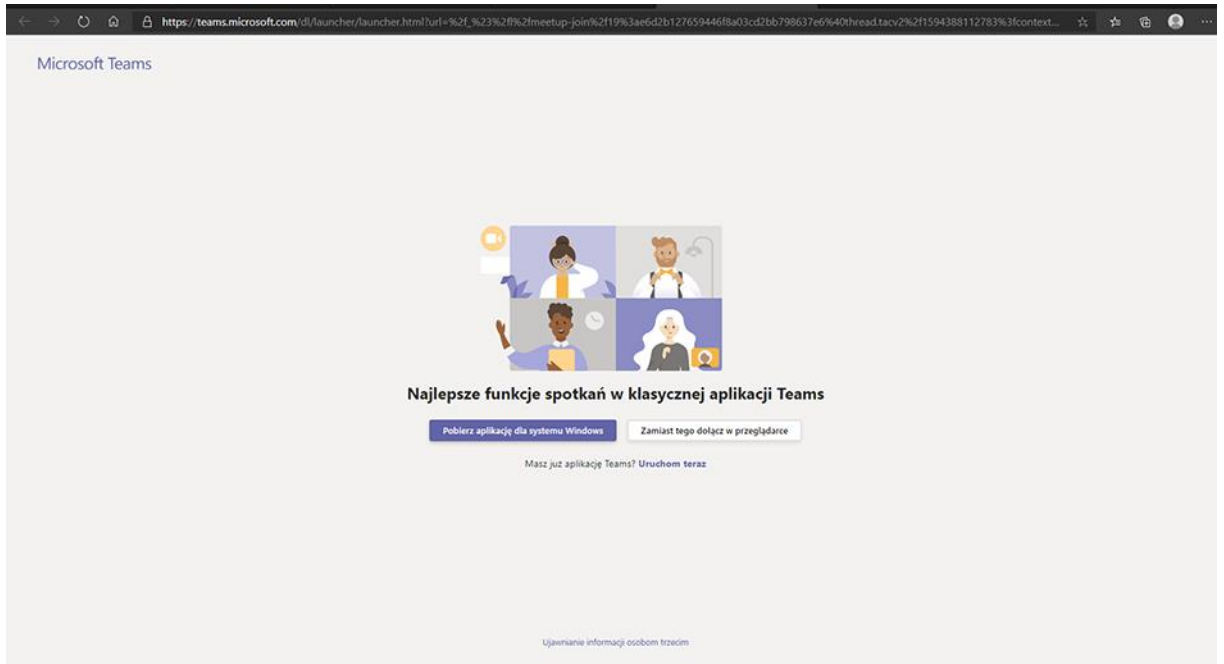 https://teams.microsoft.com/dl/launcher/launcher.html?url=%2f_%23%2fl%2fmeetup-join%2f19%3ae6d2b127659446f8a03cd2bb798637e6%40thread.tacv2%2f1594388112783%3fcontext...
Microsoft Teams
Najlepsze funkcje spotkań w klasycznej aplikacji Teams
Pobierz aplikację dla systemu Windows Zamiast tego dołącz w przeglądarce
Masz już aplikację Teams? Uruchom teraz
Ujawnianie informacji osobom trzecim